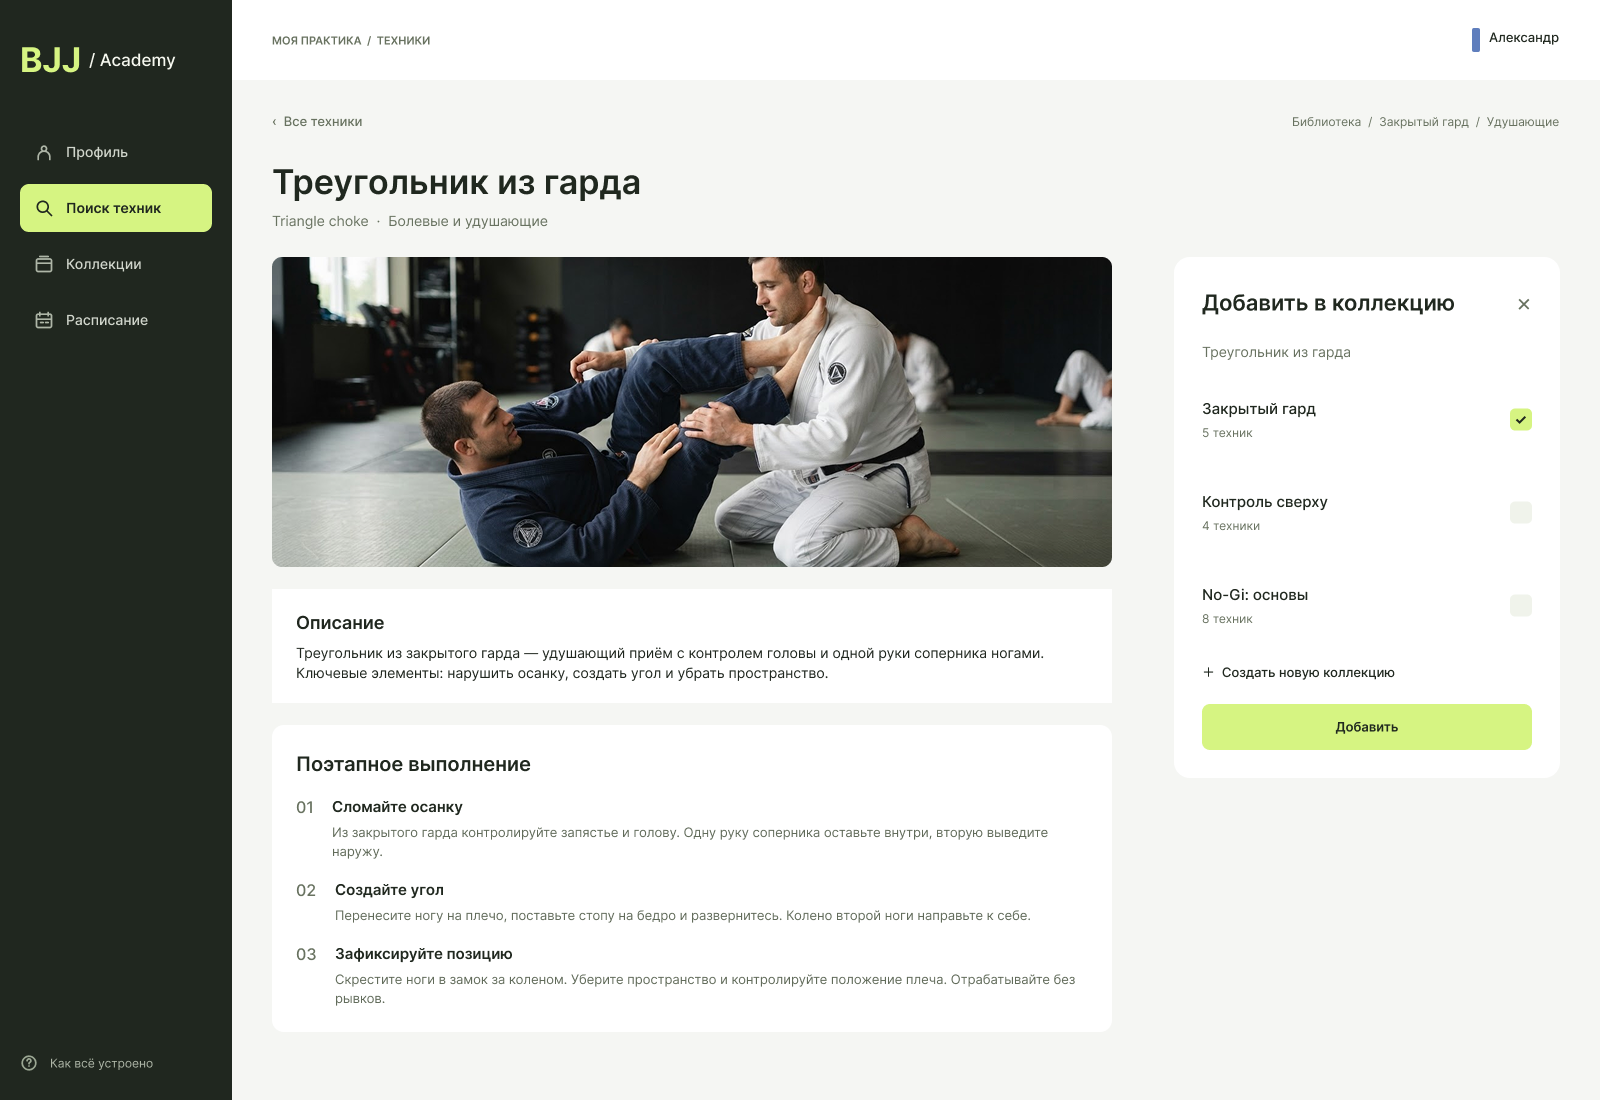 BJJ / Academy
Профиль
Поиск техник
Коллекции
Расписание
Как всё устроено
МОЯ ПРАКТИКА / ТЕХНИКИ
Александр
‹ Все техники
Библиотека / Закрытый гард / Удушающие
Треугольник из гарда
Triangle choke · Болевые и удушающие
Описание
Треугольник из закрытого гарда — удушающий приём с контролем головы и одной руки соперника ногами.
Ключевые элементы: нарушить осанку, создать угол и убрать пространство.
Поэтапное выполнение
01 Сломайте осанку
Из закрытого гарда контролируйте запястье и голову. Одну руку соперника оставьте внутри, вторую выведите
наружу.
02 Создайте угол
Перенесите ногу на плечо, поставьте стопу на бедро и развернитесь. Колено второй ноги направьте к себе.
03 Зафиксируйте позицию
Скрестите ноги в замок за коленом. Уберите пространство и контролируйте положение плеча. Отрабатывайте без
рывков.
Добавить в коллекцию
Треугольник из гарда
Закрытый гард
5 техник
Контроль сверху
4 техники
No-Gi: основы
8 техник
+ Создать новую коллекцию
Добавить